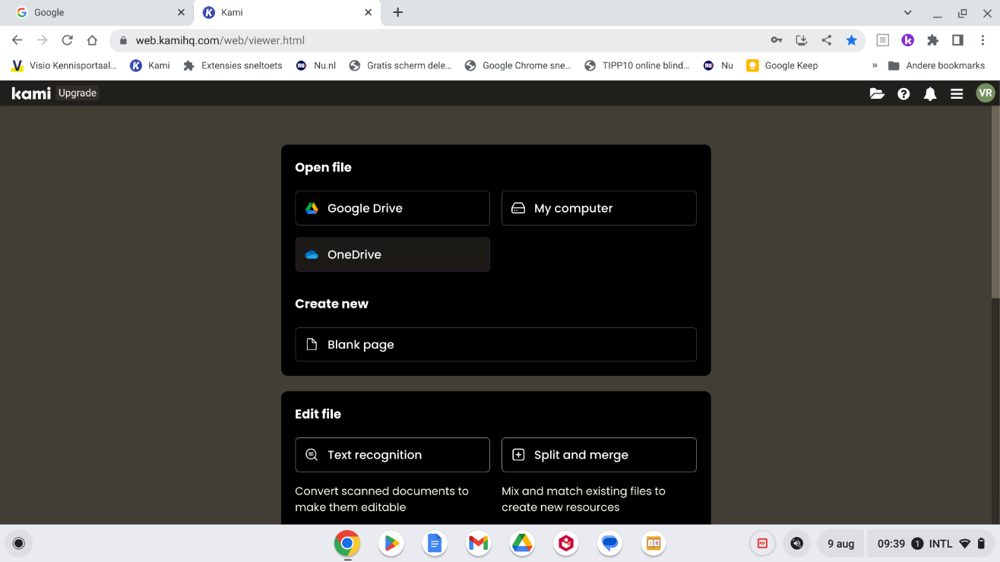 Google
Kami
web.kamihq.com/web/viewer.html
Visio Kennisportaal...
Kami
Extensies sneltoets
Nu.nl
Gratis scherm dele...
Google Chrome sne...
TIPP10 online blind...
Nu
Google Keep
»
Andere bookmarks
kami
Upgrade
VR
Open file
Google Drive
My computer
OneDrive
Create new
Blank page
Edit file
Text recognition
Split and merge
Convert scanned documents to
make them editable
Mix and match existing files to
create new resources
PDF
9 aug
09:39
1
INTL